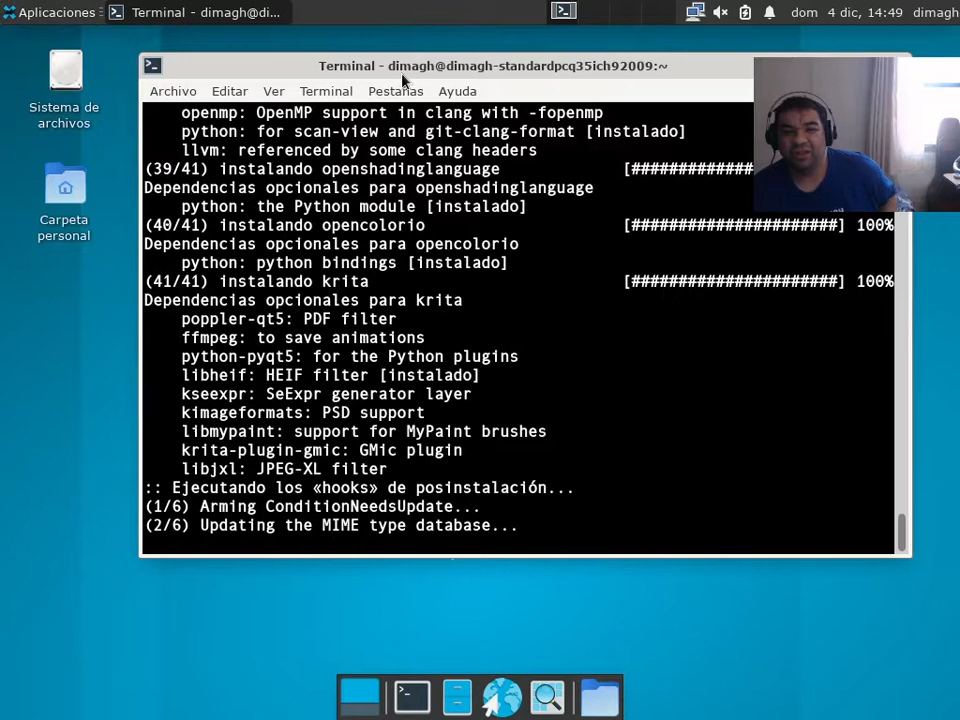 Aplicaciones
Terminal - dimagh@di...
dom 4 dic, 14:49
dimagh
Sistema de
archivos
Carpeta
personal
Terminal - dimagh@dimagh-standardpcq35ich92009:~
Archivo Editar Ver Terminal Pestañas Ayuda
openmp: OpenMP support in clang with -fopenmp
python: for scan-view and git-clang-format [instalado]
llvm: referenced by some clang headers
(39/41) instalando openshadinglanguage [#############
Dependencias opcionales para openshadinglanguage
python: the Python module [instalado]
(40/41) instalando opencolorio [######################] 100%
Dependencias opcionales para opencolorio
python: python bindings [instalado]
(41/41) instalando krita [######################] 100%
Dependencias opcionales para krita
poppler-qt5: PDF filter
ffmpeg: to save animations
python-pyqt5: for the Python plugins
libheif: HEIF filter [instalado]
kseexpr: SeExpr generator layer
kimageformats: PSD support
libmypaint: support for MyPaint brushes
krita-plugin-gmic: GMic plugin
libjxl: JPEG-XL filter
:: Ejecutando los «hooks» de posinstalación...
(1/6) Arming ConditionNeedsUpdate...
(2/6) Updating the MIME type database...